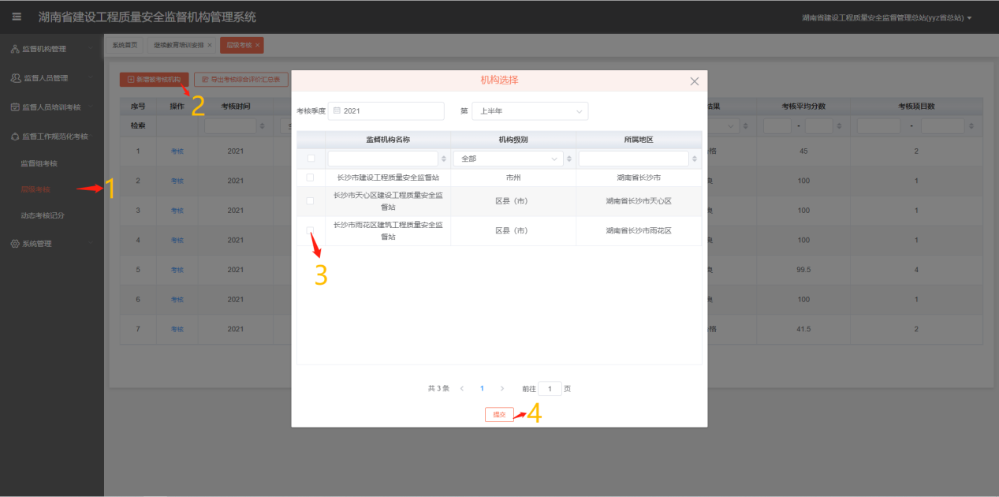 湖南省建设工程质量安全监督机构管理系统
湖南省建设工程质量安全监督管理总站(yyz省总站)
监督机构管理
监督人员管理
监督人员培训考核
监督工作规范化考核
监督组考核
层级考核
动态考核记分
系统管理
1
系统首页 继续教育培训安排 × 层级考核 ×
新增被考核机构 导出考核综合评价汇总表
2
序号 操作 考核时间 结果 考核平均分数 考核项目数
检索 - -
1 考核 2021 格 45 2
2 考核 2021 100 1
3 考核 2021 100 1
4 考核 2021 100 1
5 考核 2021 99.5 4
6 考核 2021 100 1
7 考核 2021 格 41.5 2
机构选择
考核季度 2021 第 上半年
监督机构名称 机构级别 所属地区
全部
长沙市建设工程质量安全监督站 市州 湖南省长沙市
长沙市天心区建设工程质量安全监督站 区县（市） 湖南省长沙市天心区
长沙市雨花区建筑工程质量安全监督站 区县（市） 湖南省长沙市雨花区
3
共 3 条 1 前往 1 页
提交
4